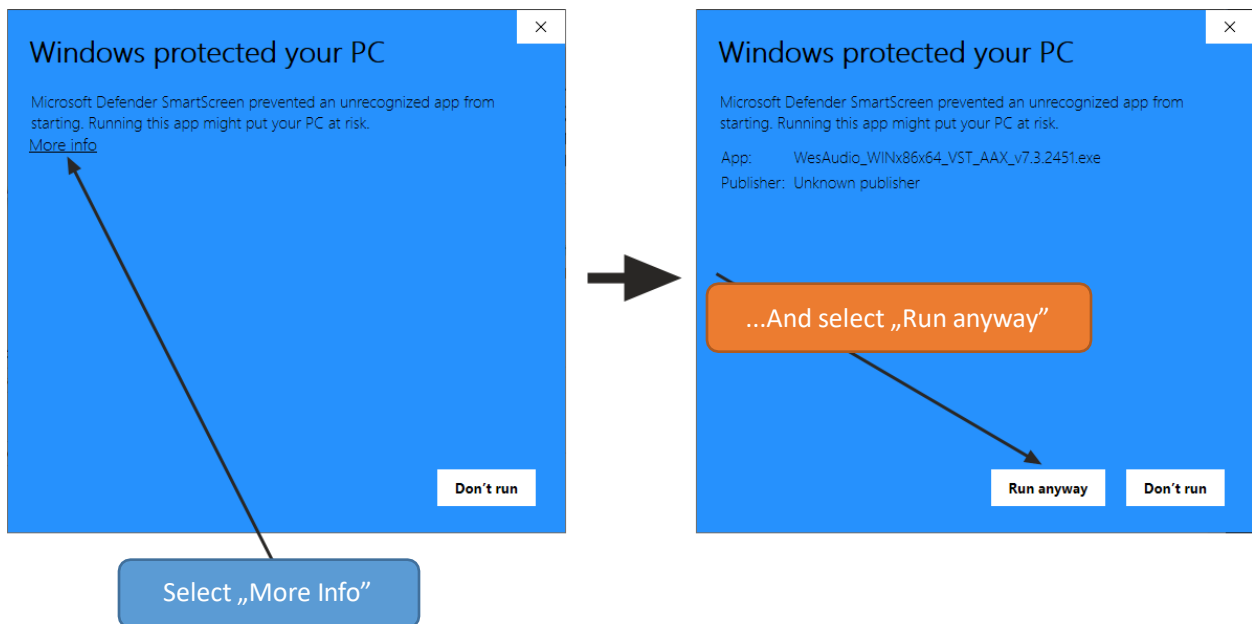 Windows protected your PC
Microsoft Defender SmartScreen prevented an unrecognized app from
starting. Running this app might put your PC at risk.
More info
Don't run
Select „More Info”
Windows protected your PC
Microsoft Defender SmartScreen prevented an unrecognized app from
starting. Running this app might put your PC at risk.
App: WesAudio_WINx86x64_VST_AAX_v7.3.2451.exe
Publisher: Unknown publisher
...And select „Run anyway”
Run anyway Don't run